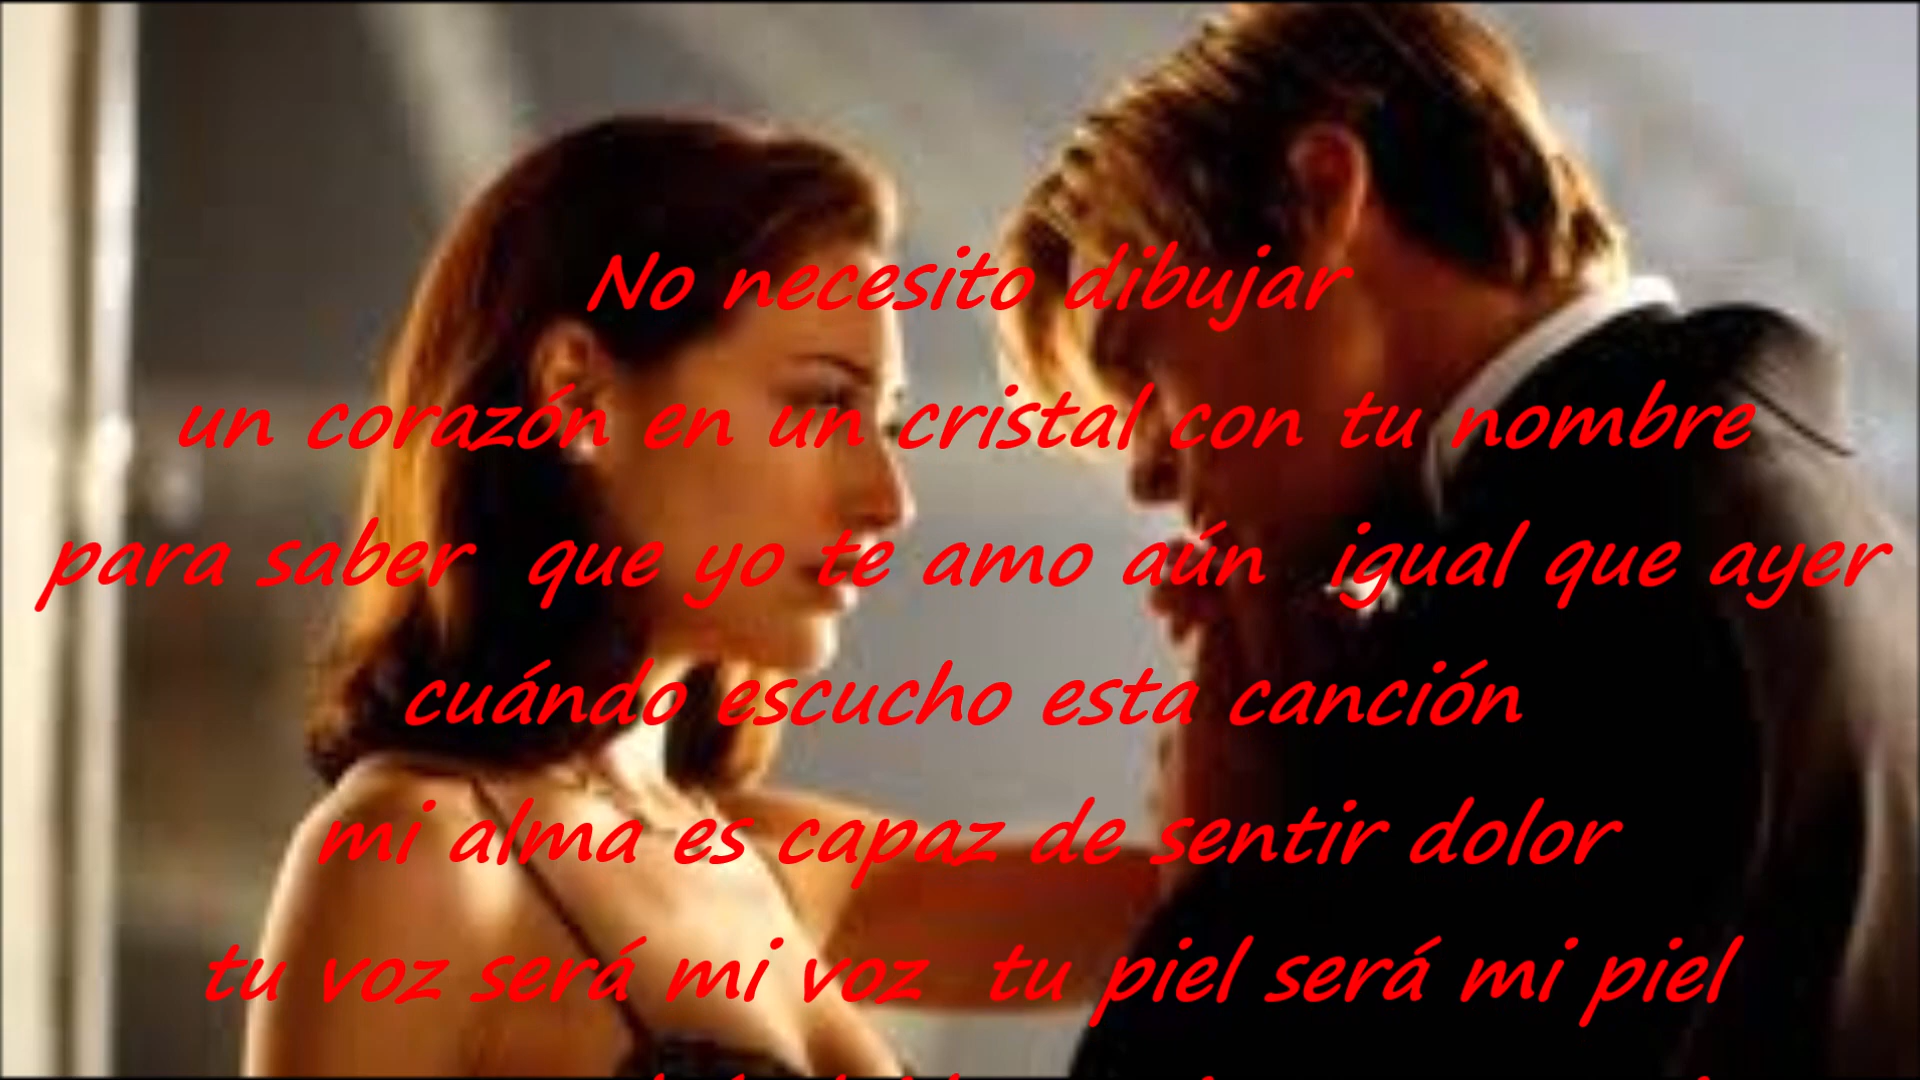 No necesito dibujar
un corazón en un cristal con tu nombre
para saber que yo te amo aún igual que ayer
cuándo escucho esta canción
mi alma es capaz de sentir dolor
tu voz será mi voz tu piel será mi piel